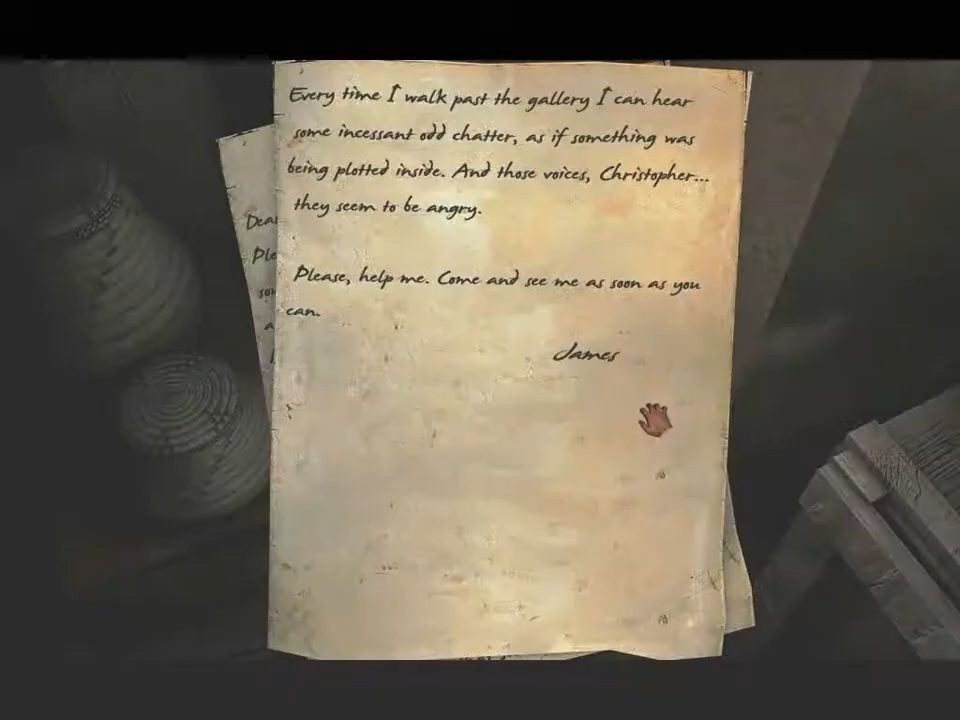 Every time I walk past the gallery I can hear
some incessant odd chatter, as if something was
being plotted inside. And those voices, Christopher...
they seem to be angry.
Please, help me. Come and see me as soon as you
can.
James